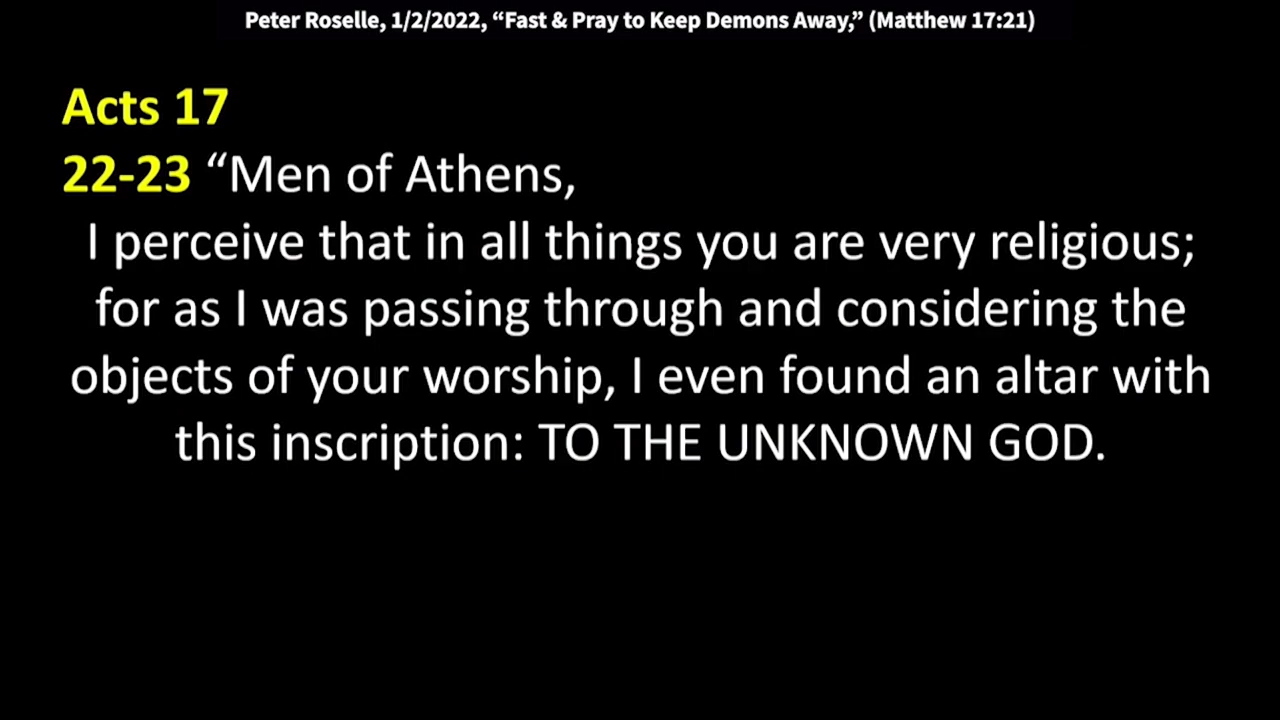 Peter Roselle, 1/2/2022, “Fast & Pray to Keep Demons Away,” (Matthew 17:21)
Acts 17
22-23 “Men of Athens,
I perceive that in all things you are very religious;
for as I was passing through and considering the
objects of your worship, I even found an altar with
this inscription: TO THE UNKNOWN GOD.